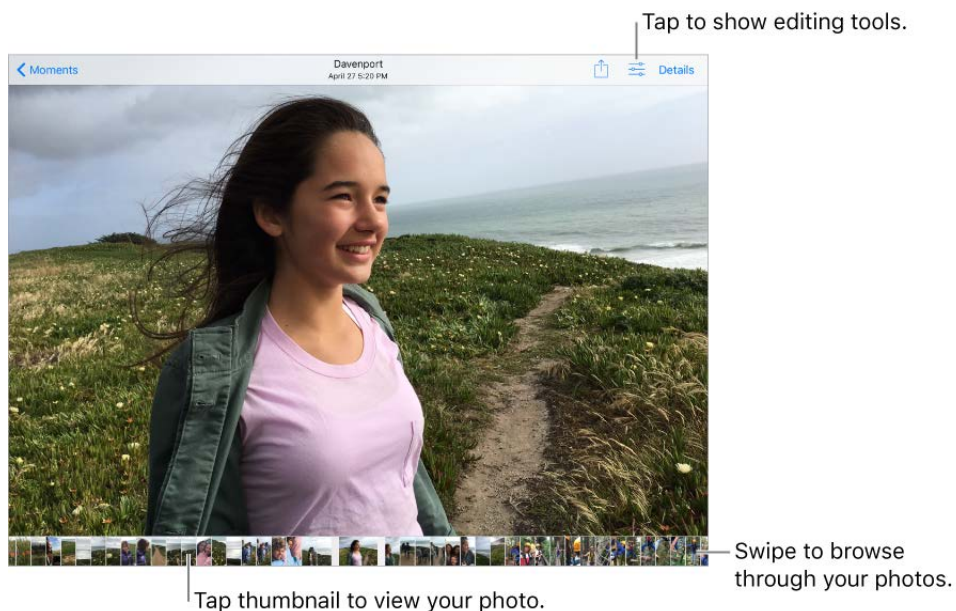 Tap to show editing tools.
Moments
Davenport
Details
April 27 5:20 PM
Swipe to browse
through your photos.
Tap thumbnail to view your photo.